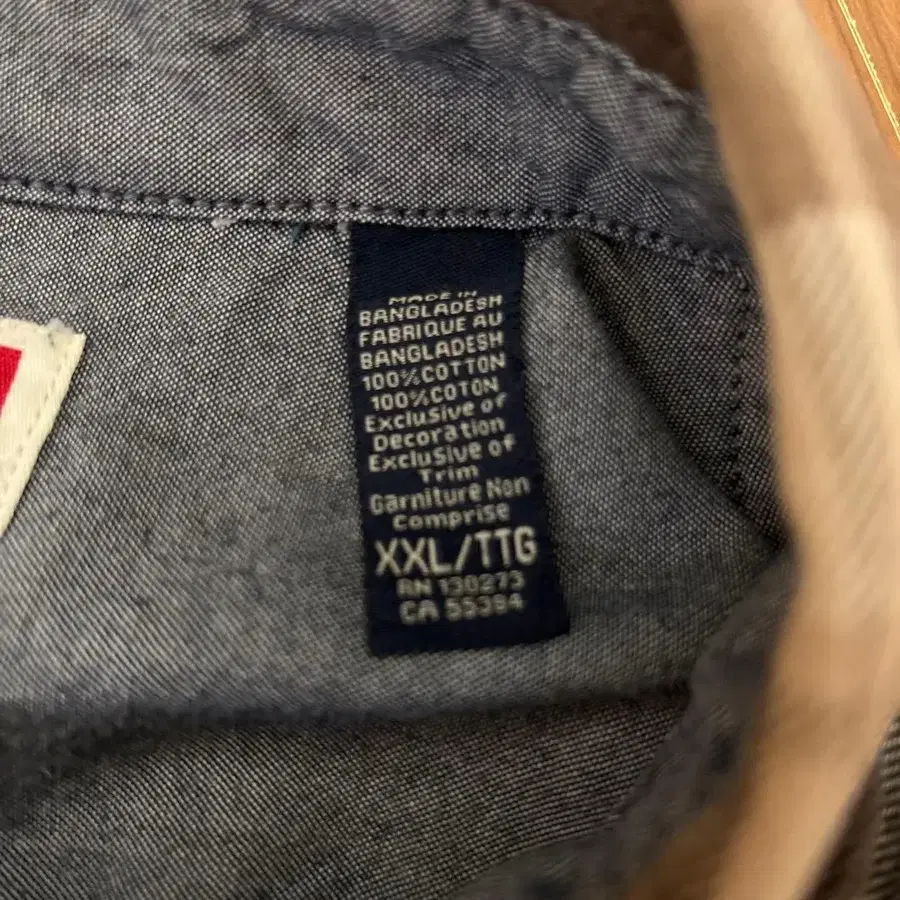 MADE IN
BANGLADESH
FABRIQUE AU
BANGLADESH
100%COTTON
100%COTON
Exclusive of
Decoration
Exclusive of
Trim
Garniture Non
Comprise
XXL/TTG
RN 130273
CA 55394